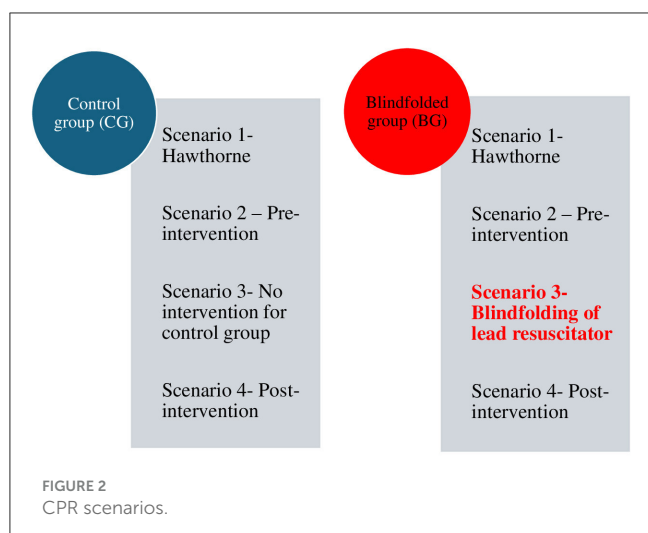 Control
group (CG)
Scenario 1-
Hawthorne
Scenario 2 – Pre-
intervention
Scenario 3- No
intervention for
control group
Scenario 4- Post-
intervention
Blindfolded
group (BG)
Scenario 1-
Hawthorne
Scenario 2 – Pre-
intervention
Scenario 3-
Blindfolding of
lead resuscitator
Scenario 4- Post-
intervention
FIGURE 2
CPR scenarios.